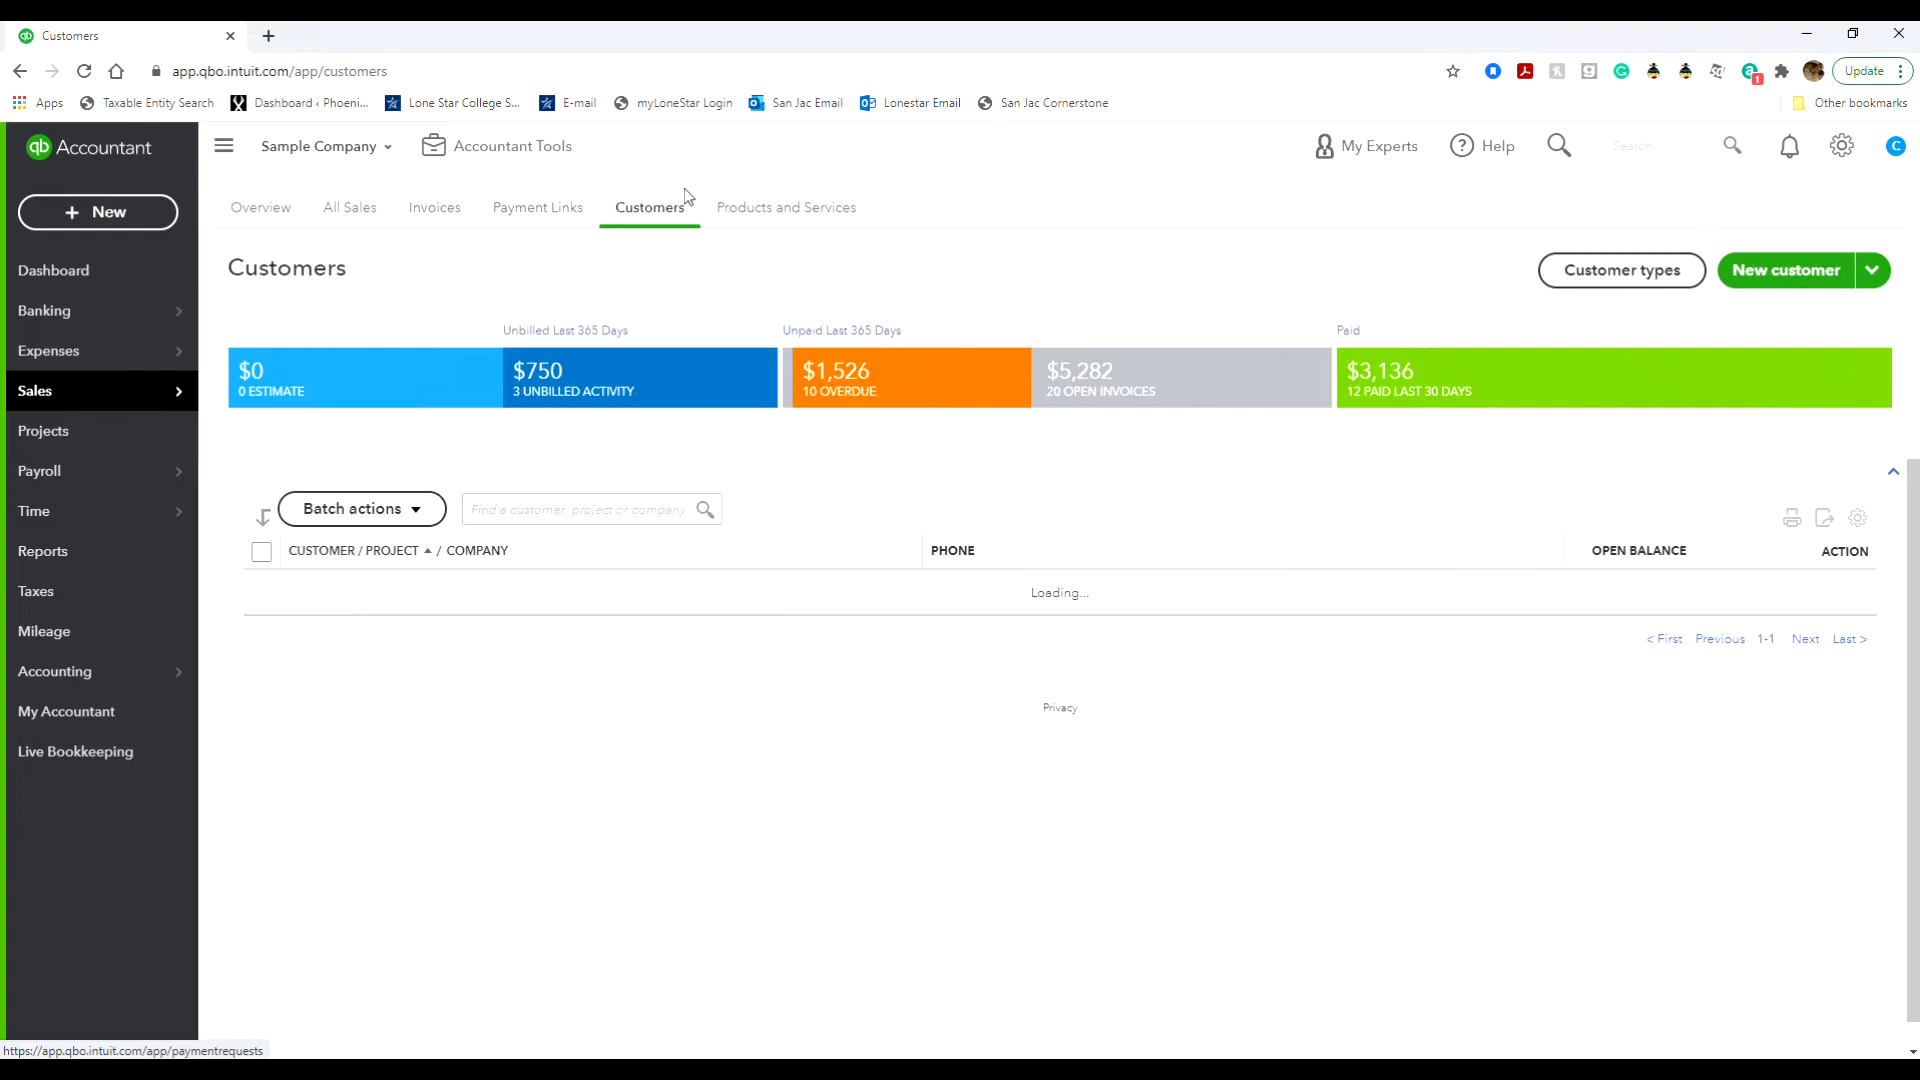 Customers
app.qbo.intuit.com/app/customers
Update
Apps
Taxable Entity Search
Dashboard ‹ Phoeni...
Lone Star College S...
E-mail
myLoneStar Login
San Jac Email
Lonestar Email
San Jac Cornerstone
Other bookmarks
qb Accountant
Sample Company
Accountant Tools
My Experts
Help
Search
C
+ New
Overview
All Sales
Invoices
Payment Links
Customers
Products and Services
Dashboard
Banking
Expenses
Sales
Projects
Payroll
Time
Reports
Taxes
Mileage
Accounting
My Accountant
Live Bookkeeping
Customers
Customer types
New customer
Unbilled Last 365 Days
Unpaid Last 365 Days
Paid
$0
0 ESTIMATE
$750
3 UNBILLED ACTIVITY
$1,526
10 OVERDUE
$5,282
20 OPEN INVOICES
$3,136
12 PAID LAST 30 DAYS
Batch actions
Find a customer, project or company
CUSTOMER / PROJECT / COMPANY
PHONE
OPEN BALANCE
ACTION
Loading...
< First Previous 1-1 Next Last >
Privacy
https://app.qbo.intuit.com/app/paymentrequests